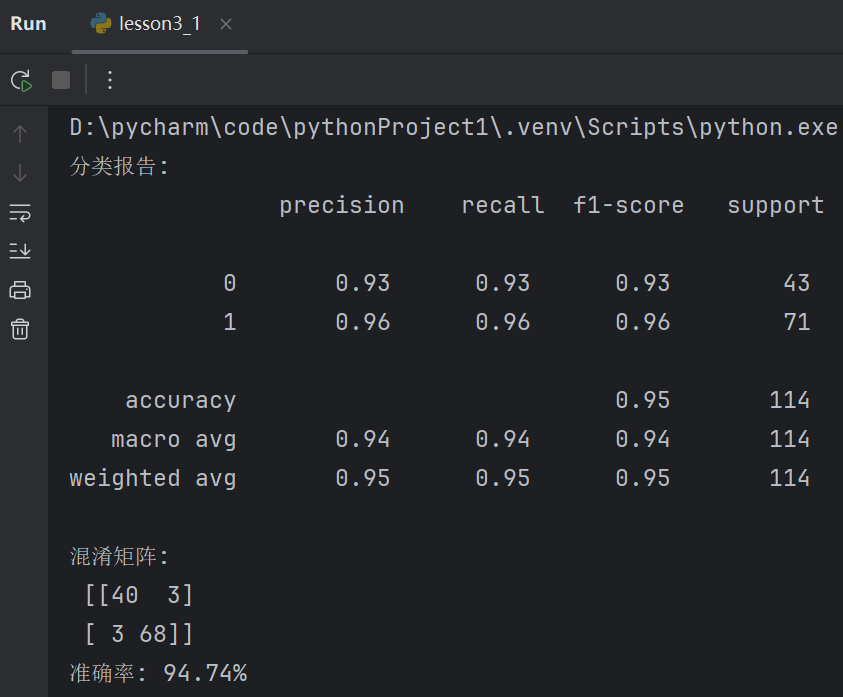 Run lesson3_1
D:\pycharm\code\pythonProject1\.venv\Scripts\python.exe
分类报告:
precision recall f1-score support
0 0.93 0.93 0.93 43
1 0.96 0.96 0.96 71
accuracy 0.95 114
macro avg 0.94 0.94 0.94 114
weighted avg 0.95 0.95 0.95 114
混淆矩阵:
[[40 3]
[ 3 68]]
准确率: 94.74%